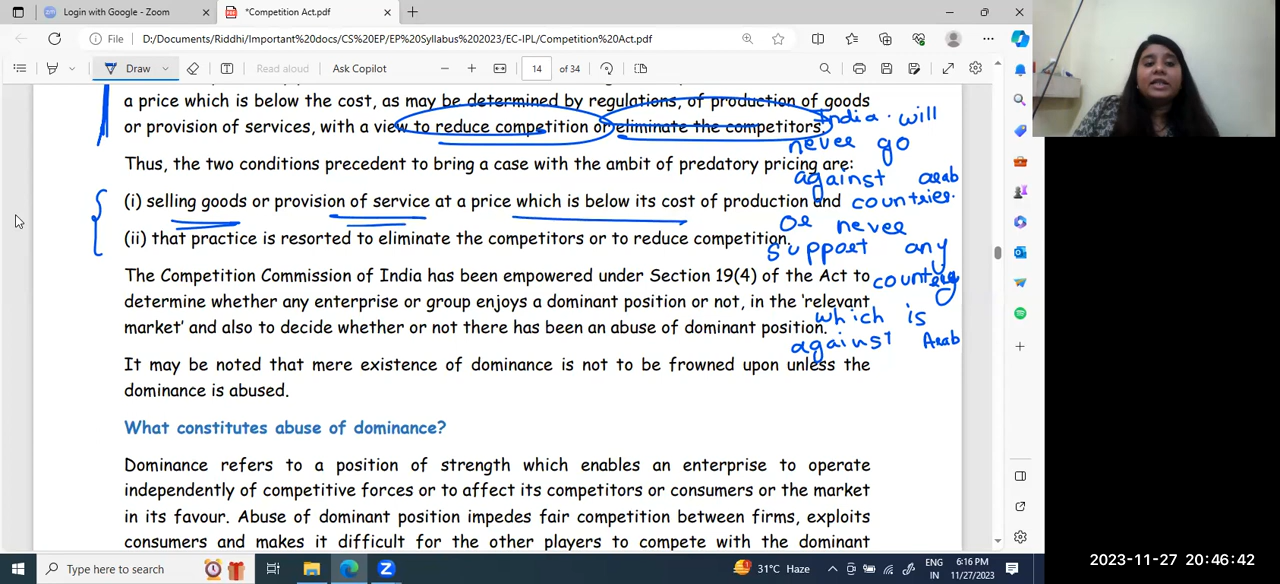 Login with Google - Zoom
*Competition Act.pdf
File
D:/Documents/Riddhi/Important%20docs/CS%20EP/EP%20Syllabus%202023/EC-IPL/Competition%20Act.pdf
Draw
Read aloud
Ask Copilot
14 of 34
a price which is below the cost, as may be determined by regulations, of production of goods
or provision of services, with a view to reduce competition or eliminate the competitors.
India will
never go
Thus, the two conditions precedent to bring a case with the ambit of predatory pricing are:
against arab
(i) selling goods or provision of service at a price which is below its cost of production and
countries.
or never
(ii) that practice is resorted to eliminate the competitors or to reduce competition.
support any
The Competition Commission of India has been empowered under Section 19(4) of the Act to
country
determine whether any enterprise or group enjoys a dominant position or not, in the ‘relevant
which is
market’ and also to decide whether or not there has been an abuse of dominant position.
against Arab
It may be noted that mere existence of dominance is not to be frowned upon unless the
dominance is abused.
What constitutes abuse of dominance?
Dominance refers to a position of strength which enables an enterprise to operate
independently of competitive forces or to affect its competitors or consumers or the market
in its favour. Abuse of dominant position impedes fair competition between firms, exploits
consumers and makes it difficult for the other players to compete with the dominant
Type here to search
31°C Haze
ENG
IN
6:16 PM
11/27/2023
2023-11-27 20:46:42